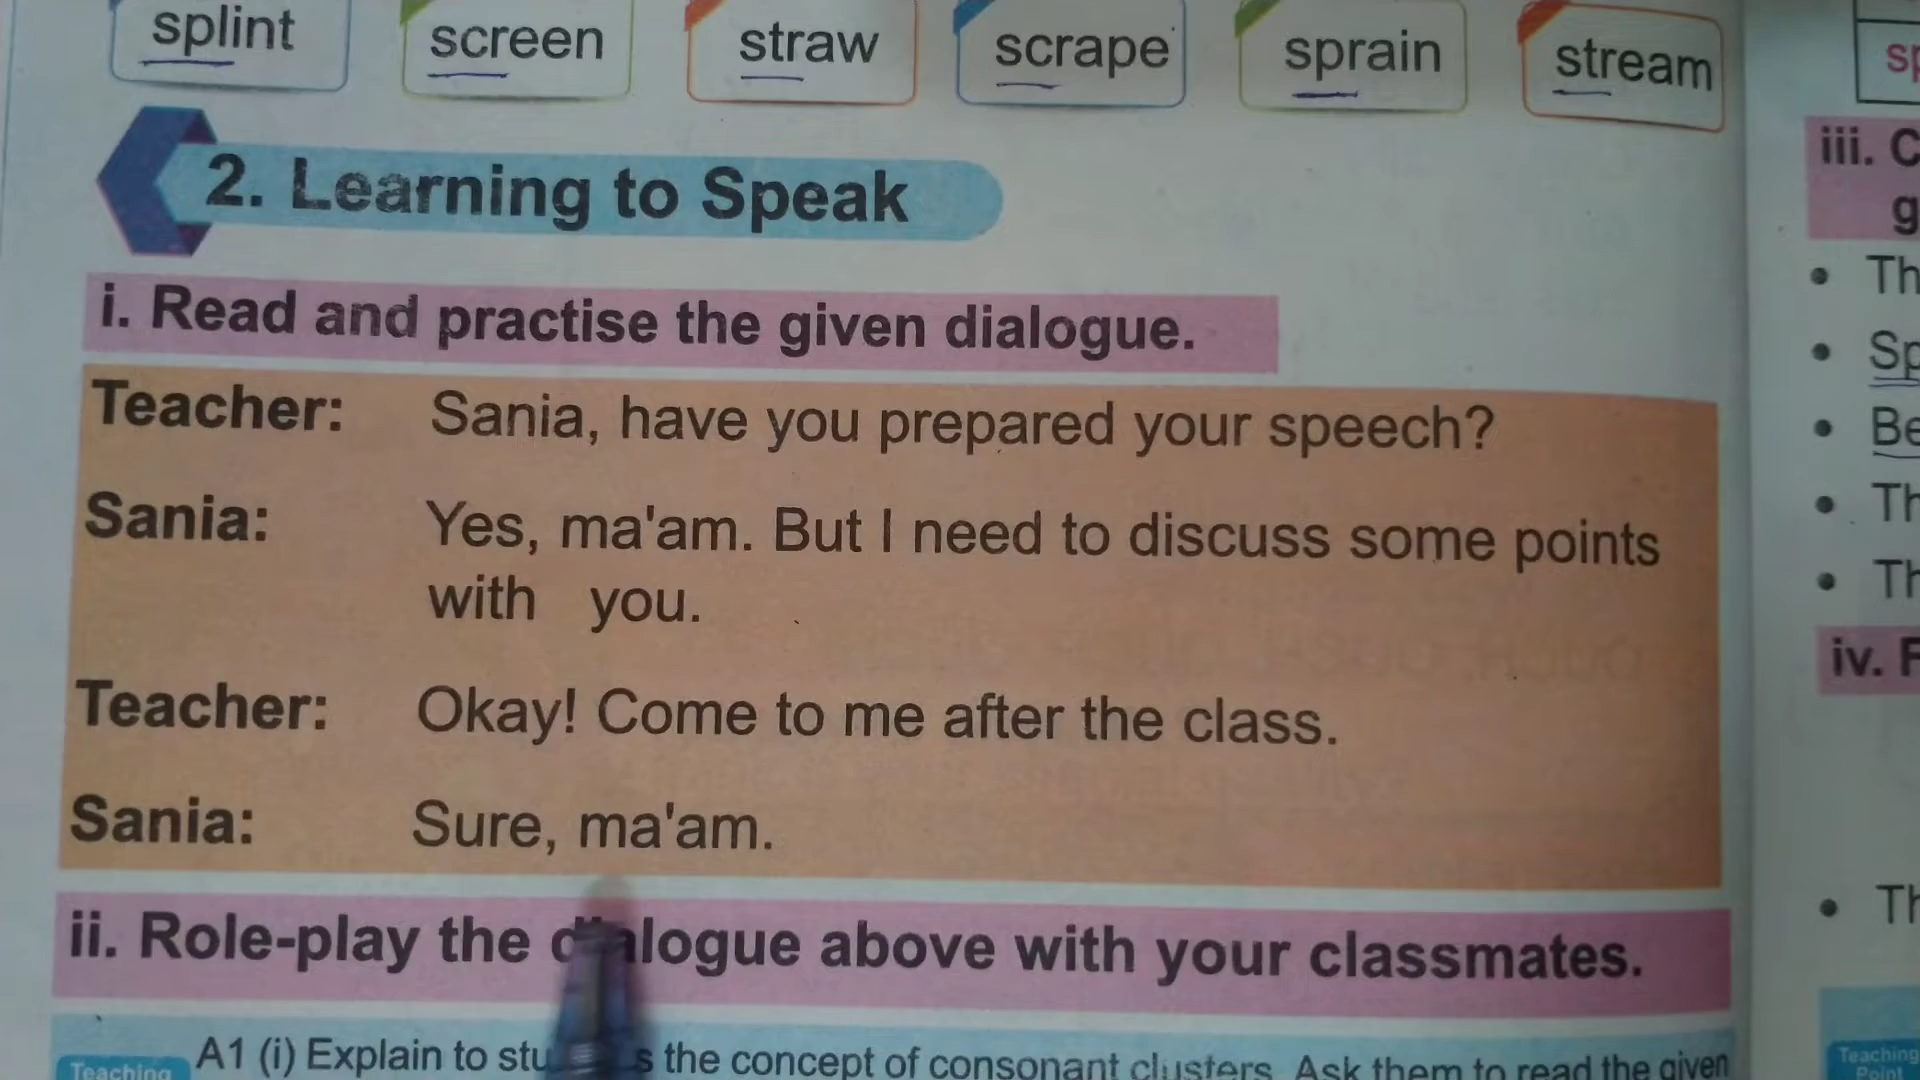 splint screen straw scrape sprain stream
2. Learning to Speak
i. Read and practise the given dialogue.
Teacher: Sania, have you prepared your speech?
Sania: Yes, ma'am. But I need to discuss some points
with you.
Teacher: Okay! Come to me after the class.
Sania: Sure, ma'am.
ii. Role-play the dialogue above with your classmates.
Teaching A1 (i) Explain to the concept of consonant clusters. Ask them to read the given
iii.
iv.
Teaching
Point